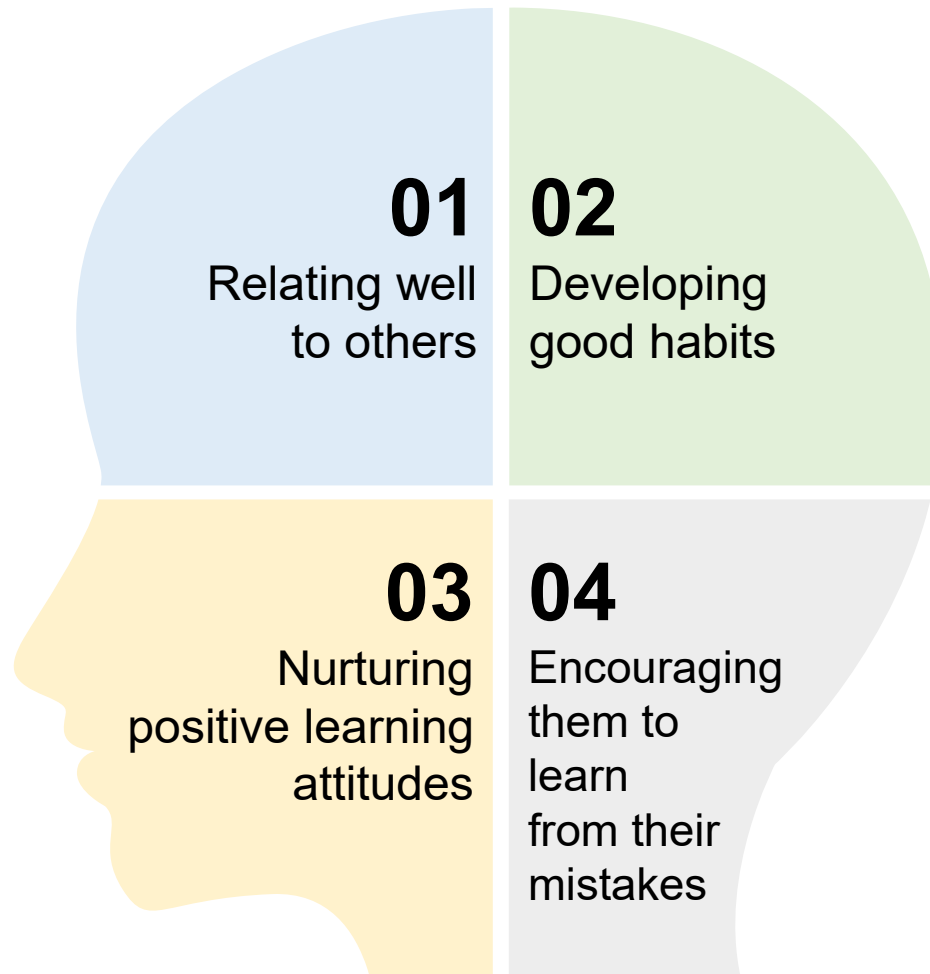 01
Relating well
to others
02
Developing
good habits
03
Nurturing
positive learning
attitudes
04
Encouraging
them to
learn
from their
mistakes